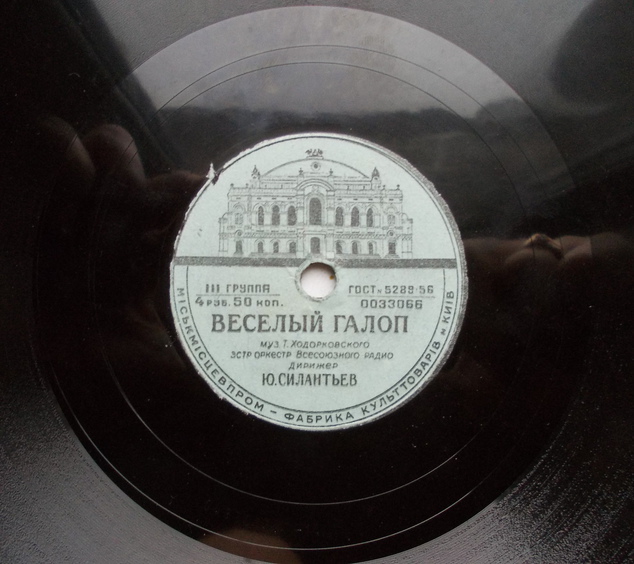 III ГРУППА
ГОСТ н 5289-56
4 руб. 50 коп.
0033066
ВЕСЕЛЫЙ ГАЛОП
муз. Т. Ходорковского
эстр оркестр Всесоюзного радио
дирижер
Ю. СИЛАНТЬЕВ
МІСЬКМІСЦЕВПРОМ – ФАБРИКА КУЛЬТТОВАРІВ м КИЇВ